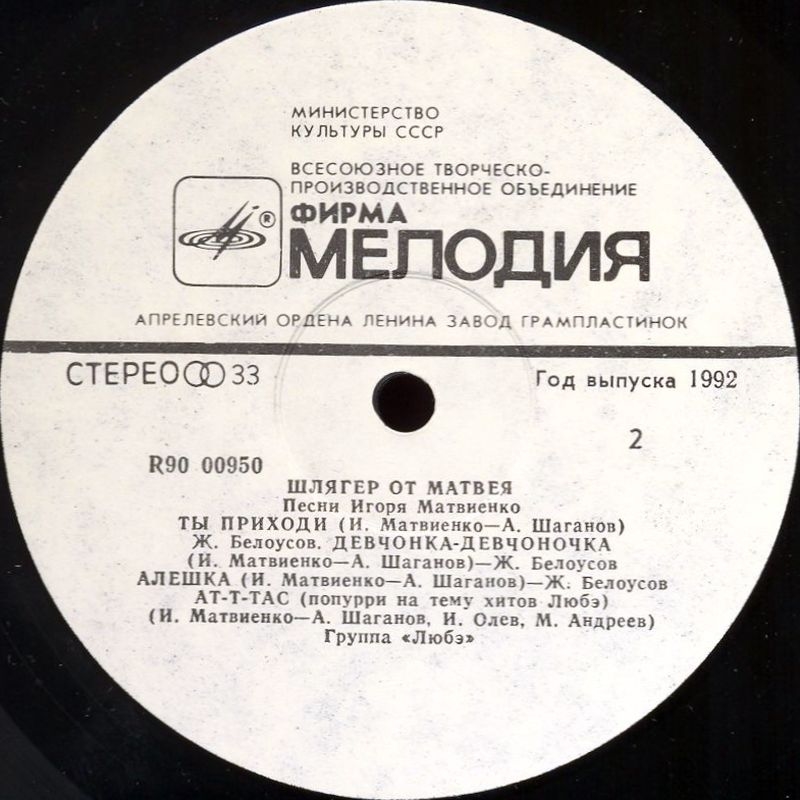 МИНИСТЕРСТВО
КУЛЬТУРЫ СССР
ВСЕСОЮЗНОЕ ТВОРЧЕСКО-
ПРОИЗВОДСТВЕННОЕ ОБЪЕДИНЕНИЕ
ФИРМА
®
МЕЛОДИЯ
АПРЕЛЕВСКИЙ ОРДЕНА ЛЕНИНА ЗАВОД ГРАМПЛАСТИНОК
СТЕРЕО 33
Год выпуска 1992
2
R90 00950
ШЛЯГЕР ОТ МАТВЕЯ
Песни Игоря Матвиенко
ТЫ ПРИХОДИ (И. Матвиенко—А. Шаганов)
Ж. Белоусов. ДЕВЧОНКА-ДЕВЧОНОЧКА
(И. Матвиенко—А. Шаганов)—Ж. Белоусов
АЛЕШКА (И. Матвиенко—А. Шаганов)—Ж. Белоусов
АТ-Т-ТАС (попурри на тему хитов Любэ)
(И. Матвиенко—А. Шаганов, И. Олев, М. Андреев)
Группа «Любэ»